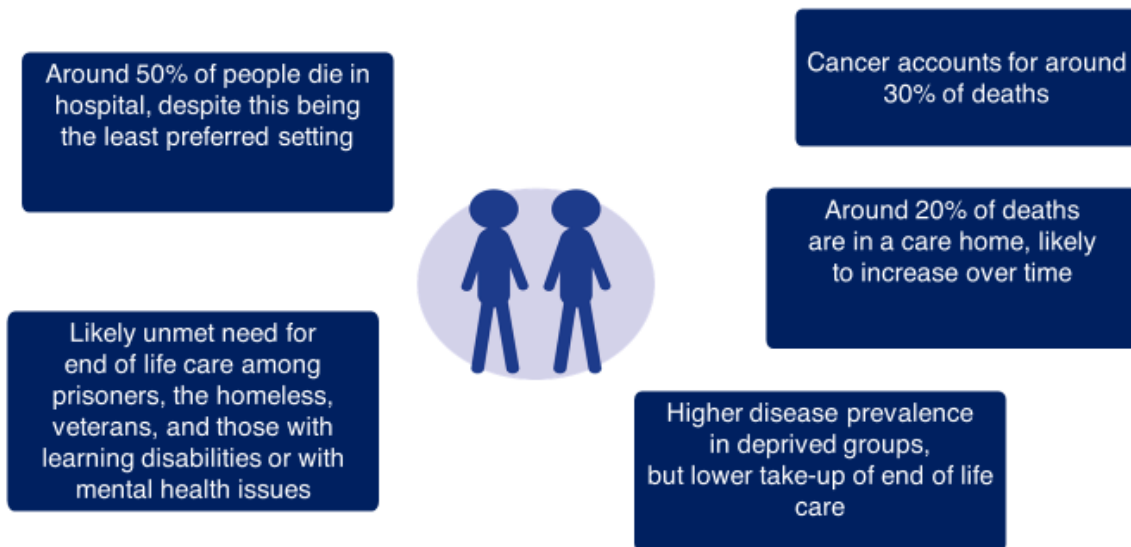 Around 50% of people die in
hospital, despite this being
the least preferred setting
Cancer accounts for around
30% of deaths
Around 20% of deaths
are in a care home, likely
to increase over time
Likely unmet need for
end of life care among
prisoners, the homeless,
veterans, and those with
learning disabilities or with
mental health issues
Higher disease prevalence
in deprived groups,
but lower take-up of end of life
care